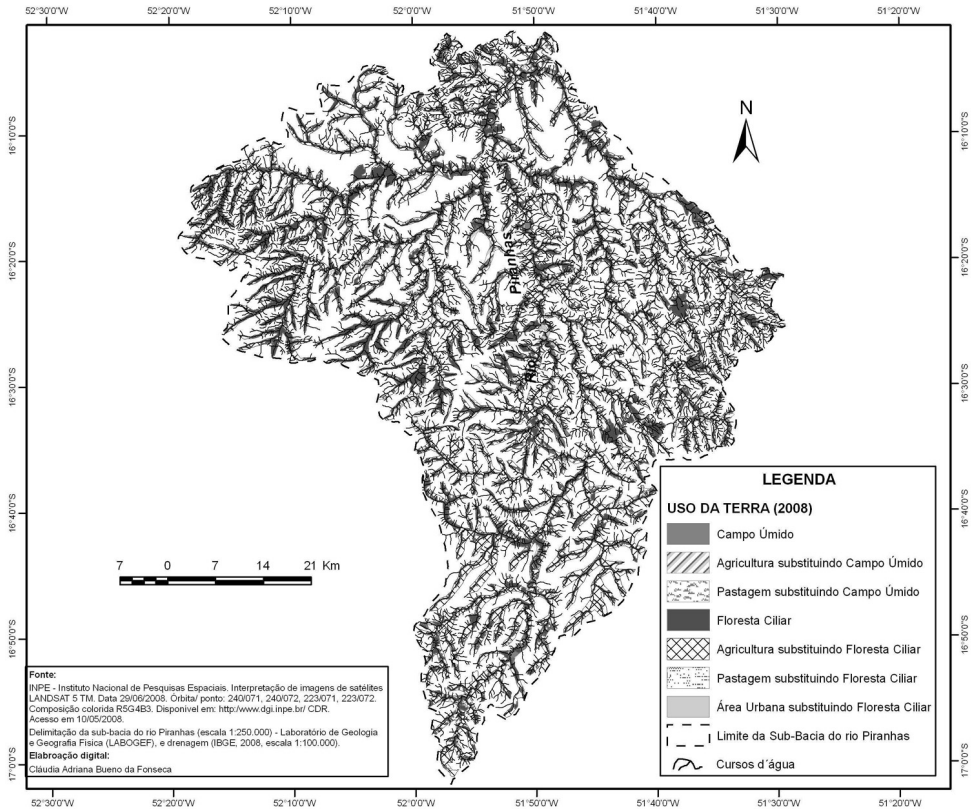 52°30'0"W 52°20'0"W 52°10'0"W 52°0'0"W 51°50'0"W 51°40'0"W 51°30'0"W 51°20'0"W
N
16°10'0"S
16°10'0"S
16°20'0"S
16°20'0"S
16°30'0"S
16°30'0"S
16°40'0"S
16°40'0"S
16°50'0"S
16°50'0"S
17°0'0"S
17°0'0"S
Rio Piranhas
7 0 7 14 21 Km
LEGENDA
USO DA TERRA (2008)
Campo Úmido
Agricultura substituindo Campo Úmido
Pastagem substituindo Campo Úmido
Floresta Ciliar
Agricultura substituindo Floresta Ciliar
Pastagem substituindo Floresta Ciliar
Área Urbana substituindo Floresta Ciliar
Limite da Sub-Bacia do rio Piranhas
Cursos d´água
Fonte:
INPE - Instituto Nacional de Pesquisas Espaciais. Interpretação de imagens de satélites
LANDSAT 5 TM. Data 29/06/2008. Órbita/ ponto: 240/071, 240/072, 223/071, 223/072.
Composição colorida R5G4B3. Disponível em: http:/www.dgi.inpe.br/ CDR.
Acesso em 10/05/2008.
Delimitação da sub-bacia do rio Piranhas (escala 1:250.000) - Laboratório de Geologia
e Geografia Física (LABOGEF), e drenagem (IBGE, 2008, escala 1:100.000).
Elabroação digital:
Cláudia Adriana Bueno da Fonseca
52°30'0"W 52°20'0"W 52°10'0"W 52°0'0"W 51°50'0"W 51°40'0"W 51°30'0"W 51°20'0"W